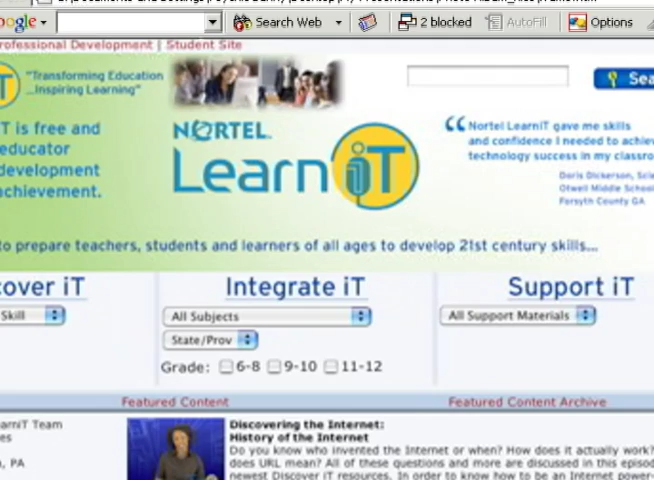 Search Web
2 blocked
AutoFill
Options
rofessional Development | Student Site
"Transforming Education
...Inspiring Learning"
Sea
T is free and
educator
development
achievement.
NORTEL
LearniT
Nortel LearniT gave me skills
and confidence I needed to achiev
technology success in my classro
Doris Dickerson, Scie
Otwell Middle School
Forsyth County GA
to prepare teachers, students and learners of all ages to develop 21st century skills...
cover iT
Integrate iT
Support iT
Skill
All Subjects
All Support Materials
State/Prov
Grade: 6-8 9-10 11-12
Featured Content
Featured Content Archive
arniT Team
es
, PA
Discovering the Internet:
History of the Internet
Do you know who invented the Internet or when? How does it actually work?
does URL mean? All of these questions and more are discussed in this episod
newest Discover iT resources. In order to know how to be an Internet power-